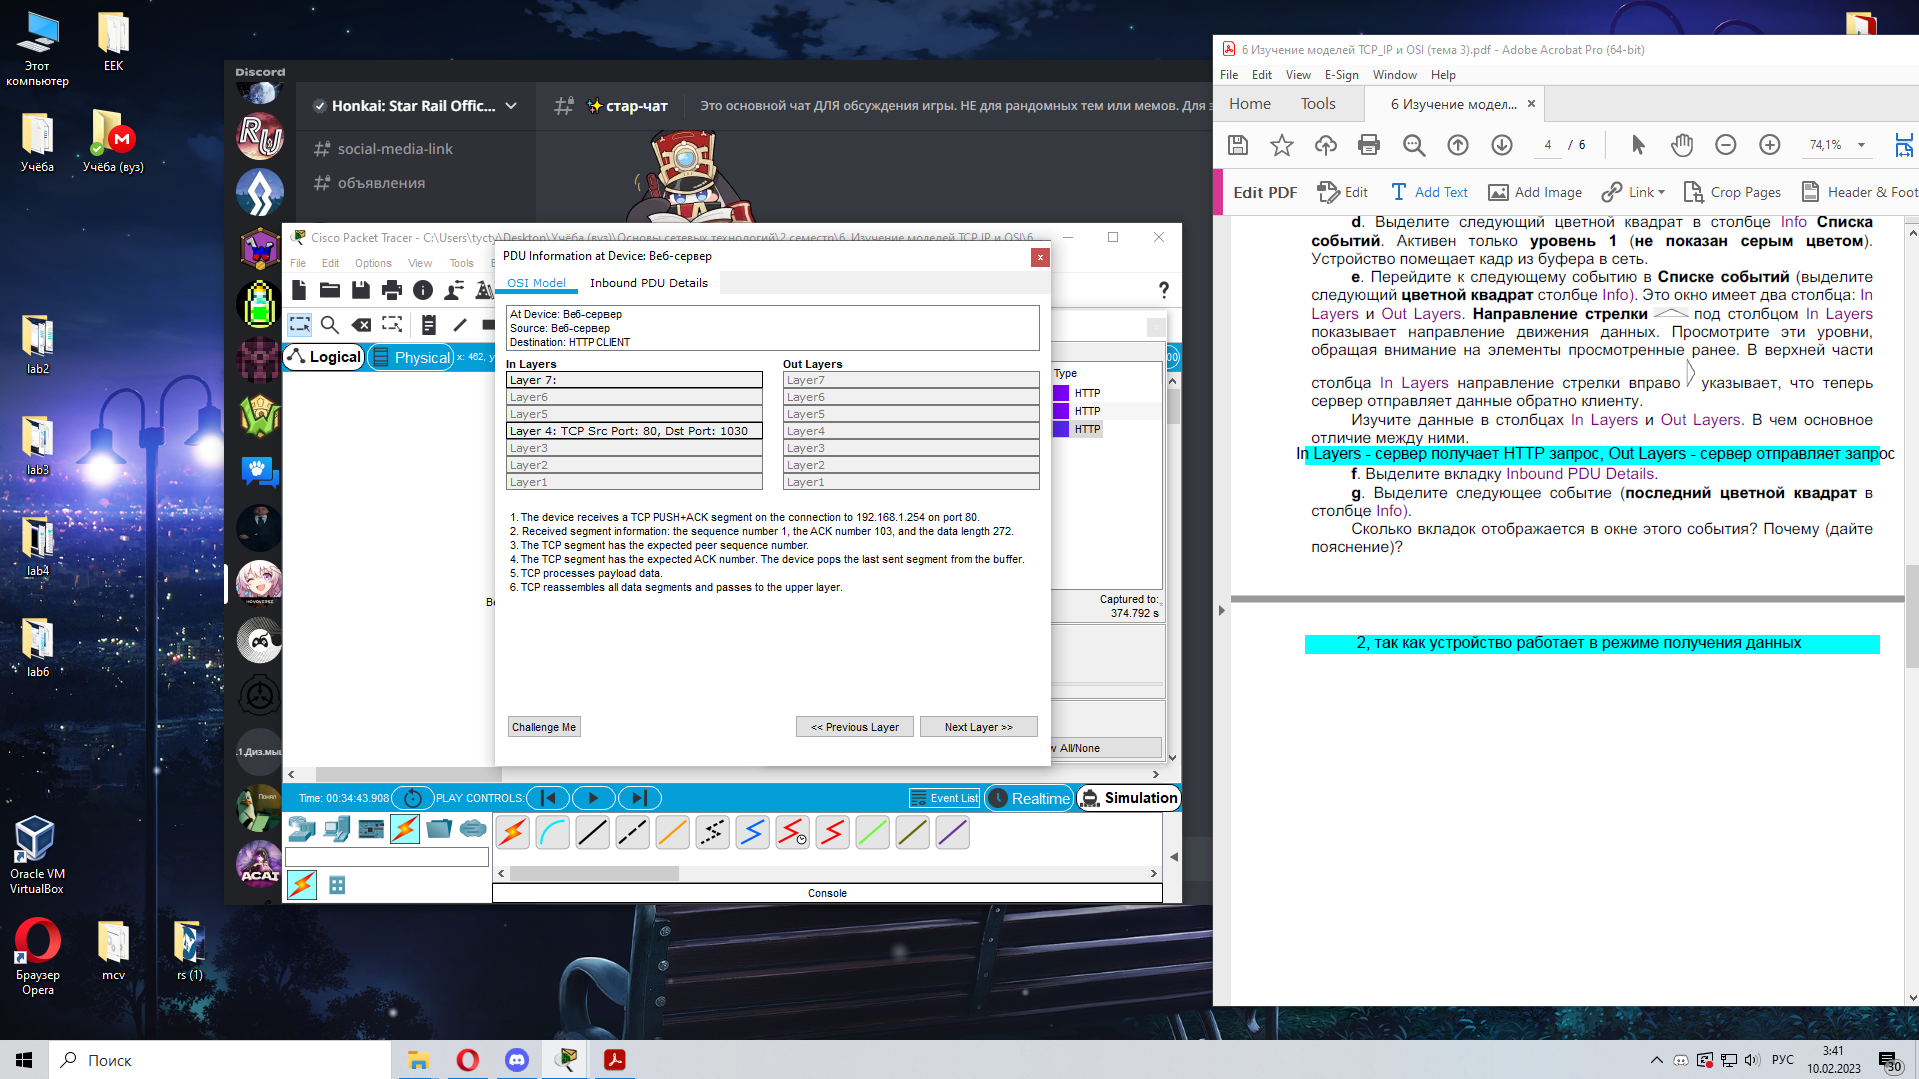 Этот компьютер
EEK
Учёба
Учёба (вуз)
lab2
lab3
lab4
lab6
Oracle VM VirtualBox
Браузер Opera
mcv
rs (1)
Discord
Honkai: Star Rail Offic...
стар-чат
Это основной чат ДЛЯ обсуждения игры. НЕ для рандомных тем или мемов. Для э
social-media-link
объявления
RU
1.Диз.мыш
Понял
ACAI
Cisco Packet Tracer - C:\Users\tycty\Desktop\Учёба (вуз)\Основы сетевых технологий\2 семестр\6. Изучение моделей TCP_IP и OSI\6
File Edit Options View Tools
Logical
Physical
x: 462, y
PDU Information at Device: Веб-сервер
OSI Model
Inbound PDU Details
At Device: Веб-сервер
Source: Веб-сервер
Destination: HTTP CLIENT
In Layers
Out Layers
Layer 7:
Layer7
Layer6
Layer6
Layer5
Layer5
Layer 4: TCP Src Port: 80, Dst Port: 1030
Layer4
Layer3
Layer3
Layer2
Layer2
Layer1
Layer1
1. The device receives a TCP PUSH+ACK segment on the connection to 192.168.1.254 on port 80.
2. Received segment information: the sequence number 1, the ACK number 103, and the data length 272.
3. The TCP segment has the expected peer sequence number.
4. The TCP segment has the expected ACK number. The device pops the last sent segment from the buffer.
5. TCP processes payload data.
6. TCP reassembles all data segments and passes to the upper layer.
Challenge Me
<< Previous Layer
Next Layer >>
Be
?
00)
Type
HTTP
HTTP
HTTP
Captured to:
374.792 s
w All/None
Time: 00:34:43.908
PLAY CONTROLS:
Event List
Realtime
Simulation
Console
6 Изучение моделей TCP_IP и OSI (тема 3).pdf - Adobe Acrobat Pro (64-bit)
File Edit View E-Sign Window Help
Home Tools
6 Изучение модел... ×
4 / 6
74,1%
Edit PDF
Edit
Add Text
Add Image
Link
Crop Pages
Header & Foot
d. Выделите следующий цветной квадрат в столбце Info Списка
событий. Активен только уровень 1 (не показан серым цветом).
Устройство помещает кадр из буфера в сеть.
e. Перейдите к следующему событию в Списке событий (выделите
следующий цветной квадрат столбце Info). Это окно имеет два столбца: In
Layers и Out Layers. Направление стрелки под столбцом In Layers
показывает направление движения данных. Просмотрите эти уровни,
обращая внимание на элементы просмотренные ранее. В верхней части
столбца In Layers направление стрелки вправо указывает, что теперь
сервер отправляет данные обратно клиенту.
Изучите данные в столбцах In Layers и Out Layers. В чем основное
отличие между ними.
In Layers - сервер получает HTTP запрос, Out Layers - сервер отправляет запрос
f. Выделите вкладку Inbound PDU Details.
g. Выделите следующее событие (последний цветной квадрат в
столбце Info).
Сколько вкладок отображается в окне этого события? Почему (дайте
пояснение)?
2, так как устройство работает в режиме получения данных
Поиск
РУС
3:41
10.02.2023
30